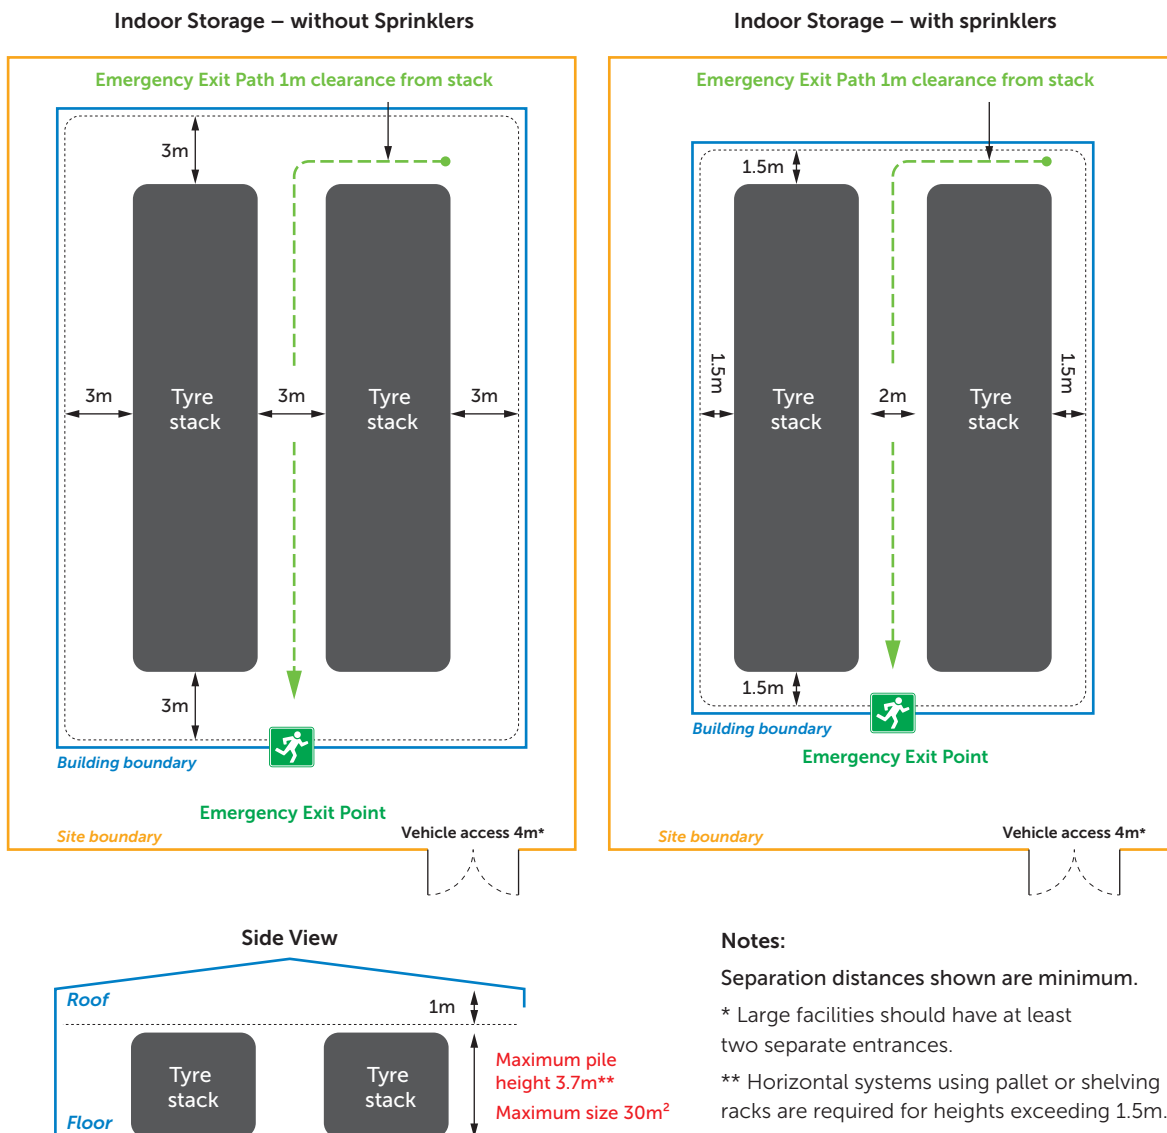 Indoor Storage – without Sprinklers
Emergency Exit Path 1m clearance from stack
3m
3m
Tyre
stack
3m
Tyre
stack
3m
3m
Building boundary
Emergency Exit Point
Site boundary
Vehicle access 4m*
Indoor Storage – with sprinklers
Emergency Exit Path 1m clearance from stack
1.5m
1.5m
Tyre
stack
2m
Tyre
stack
1.5m
1.5m
Building boundary
Emergency Exit Point
Site boundary
Vehicle access 4m*
Side View
Roof
1m
Tyre
stack
Tyre
stack
Maximum pile
height 3.7m**
Maximum size 30m²
Floor
Notes:
Separation distances shown are minimum.
* Large facilities should have at least
two separate entrances.
** Horizontal systems using pallet or shelving
racks are required for heights exceeding 1.5m.